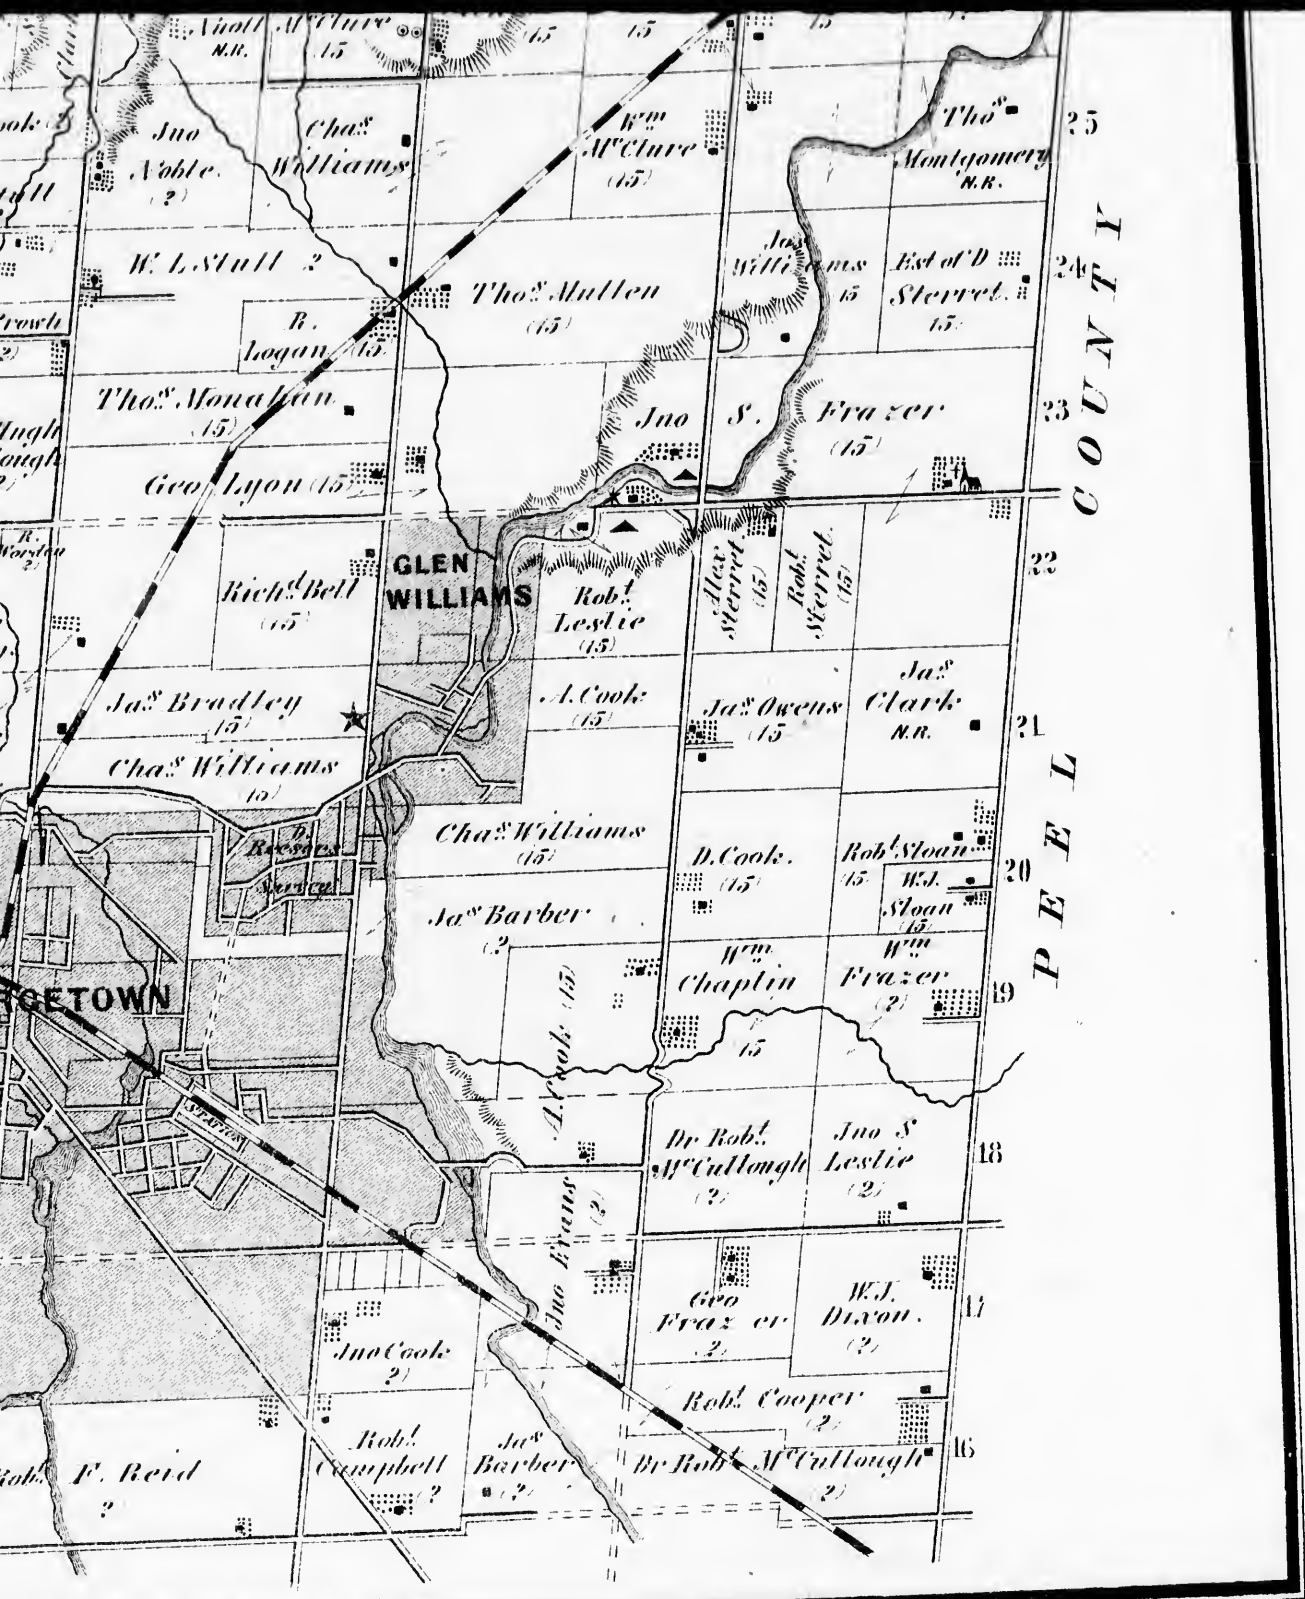 McClure
N.R.
15
15
15
15
Jno
Noble.
(?)
Chas
Williams
Wm
McClure
(15)
Thos
Montgomery
N.R.
25
W. L Stull ?
R.
Logan (15)
Thos Mullen
(15)
Jas
Williams
15
Est of D
Sterret.
15
24
COUNTY
Thos Monahan
(15)
Geo Lyon (15)
Jno S. Frazer
(15)
23
R.
Worden
?)
Richd Bell
(15)
GLEN
WILLIAMS
Robt
Leslie
(15)
Alex
Sterret
(15)
Robt
Sterret.
(15)
22
Jas Bradley
(15)
Chas Williams
(15)
A. Cook
(15)
Jas Owens
(15
Jas
Clark
N.R.
21
PEEL
Survey
Chas Williams
(15)
D. Cook.
(15)
Robt Sloan
15
W.J.
Sloan
(15)
20
Jas Barber
(?
A. Cook (15)
Wm
Chaplin
15
Wm
Frazer
(?)
19
RGETOWN
STATION
Dr Robt
McCullough
(?)
Jno S
Leslie
(2)
18
Jno Evans (2)
Geo
Frazer
(2)
W.J.
Dixon.
(?)
17
Jno Cook
?)
Robt Cooper
(2)
F. Reid
?
Robt
Campbell
(?
Jas
Barber
(?)
Dr Robt McCullough
(2)
16